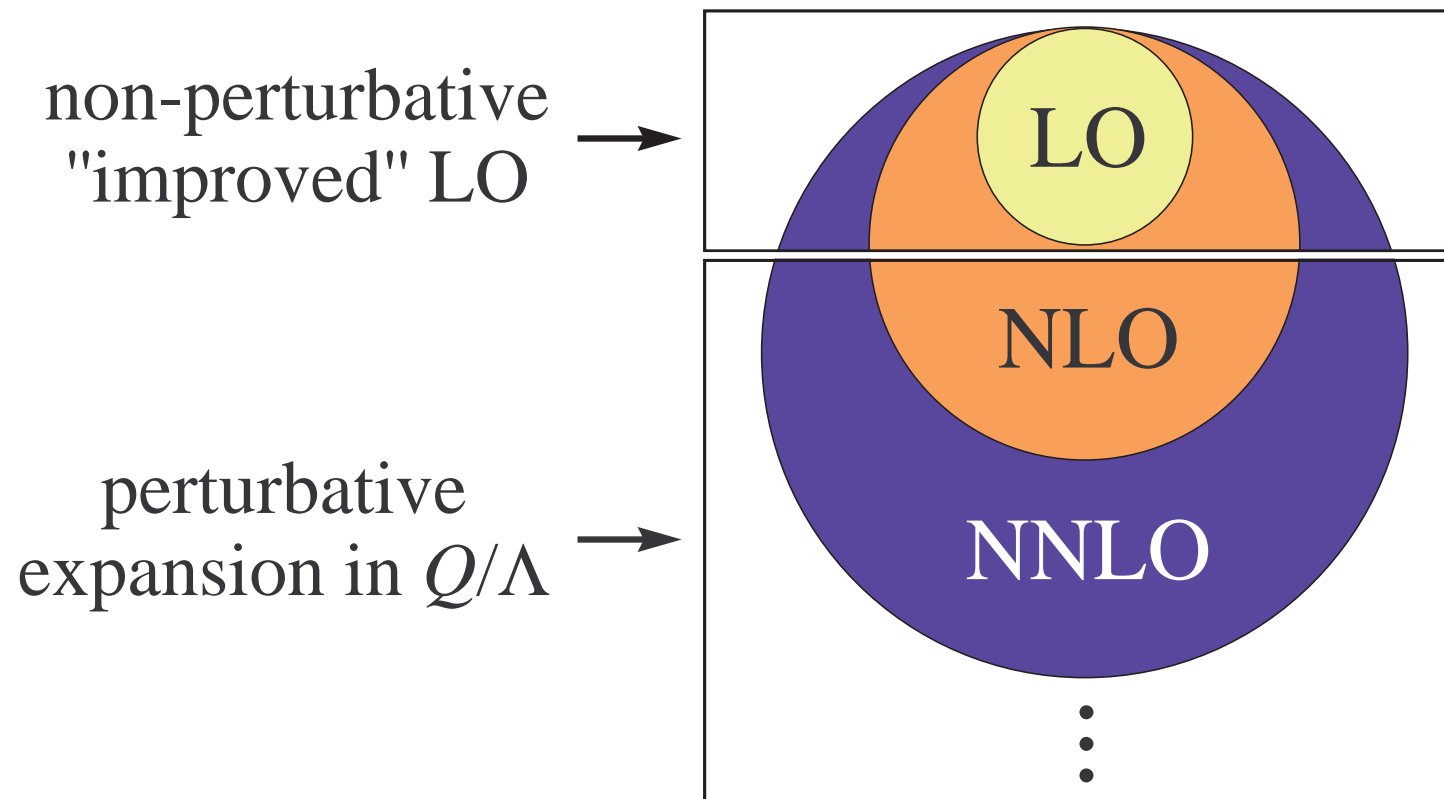 non-perturbative
"improved" LO
LO
NLO
perturbative
expansion in Q/Λ
NNLO